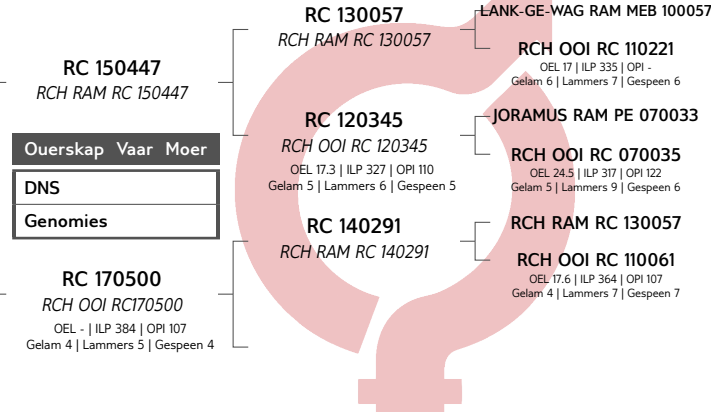 RC 150447
RCH RAM RC 150447
Ouerskap Vaar Moer
DNS
Genomies
RC 170500
RCH OOI RC170500
OEL - | ILP 384 | OPI 107
Gelam 4 | Lammers 5 | Gespeen 4
RC 130057
RCH RAM RC 130057
RC 120345
RCH OOI RC 120345
OEL 17.3 | ILP 327 | OPI 110
Gelam 5 | Lammers 6 | Gespeen 5
RC 140291
RCH RAM RC 140291
LANK-GE-WAG RAM MEB 100057
RCH OOI RC 110221
OEL 17 | ILP 335 | OPI -
Gelam 6 | Lammers 7 | Gespeen 6
JORAMUS RAM PE 070033
RCH OOI RC 070035
OEL 24.5 | ILP 317 | OPI 122
Gelam 5 | Lammers 9 | Gespeen 6
RCH RAM RC 130057
RCH OOI RC 110061
OEL 17.6 | ILP 364 | OPI 107
Gelam 4 | Lammers 7 | Gespeen 7